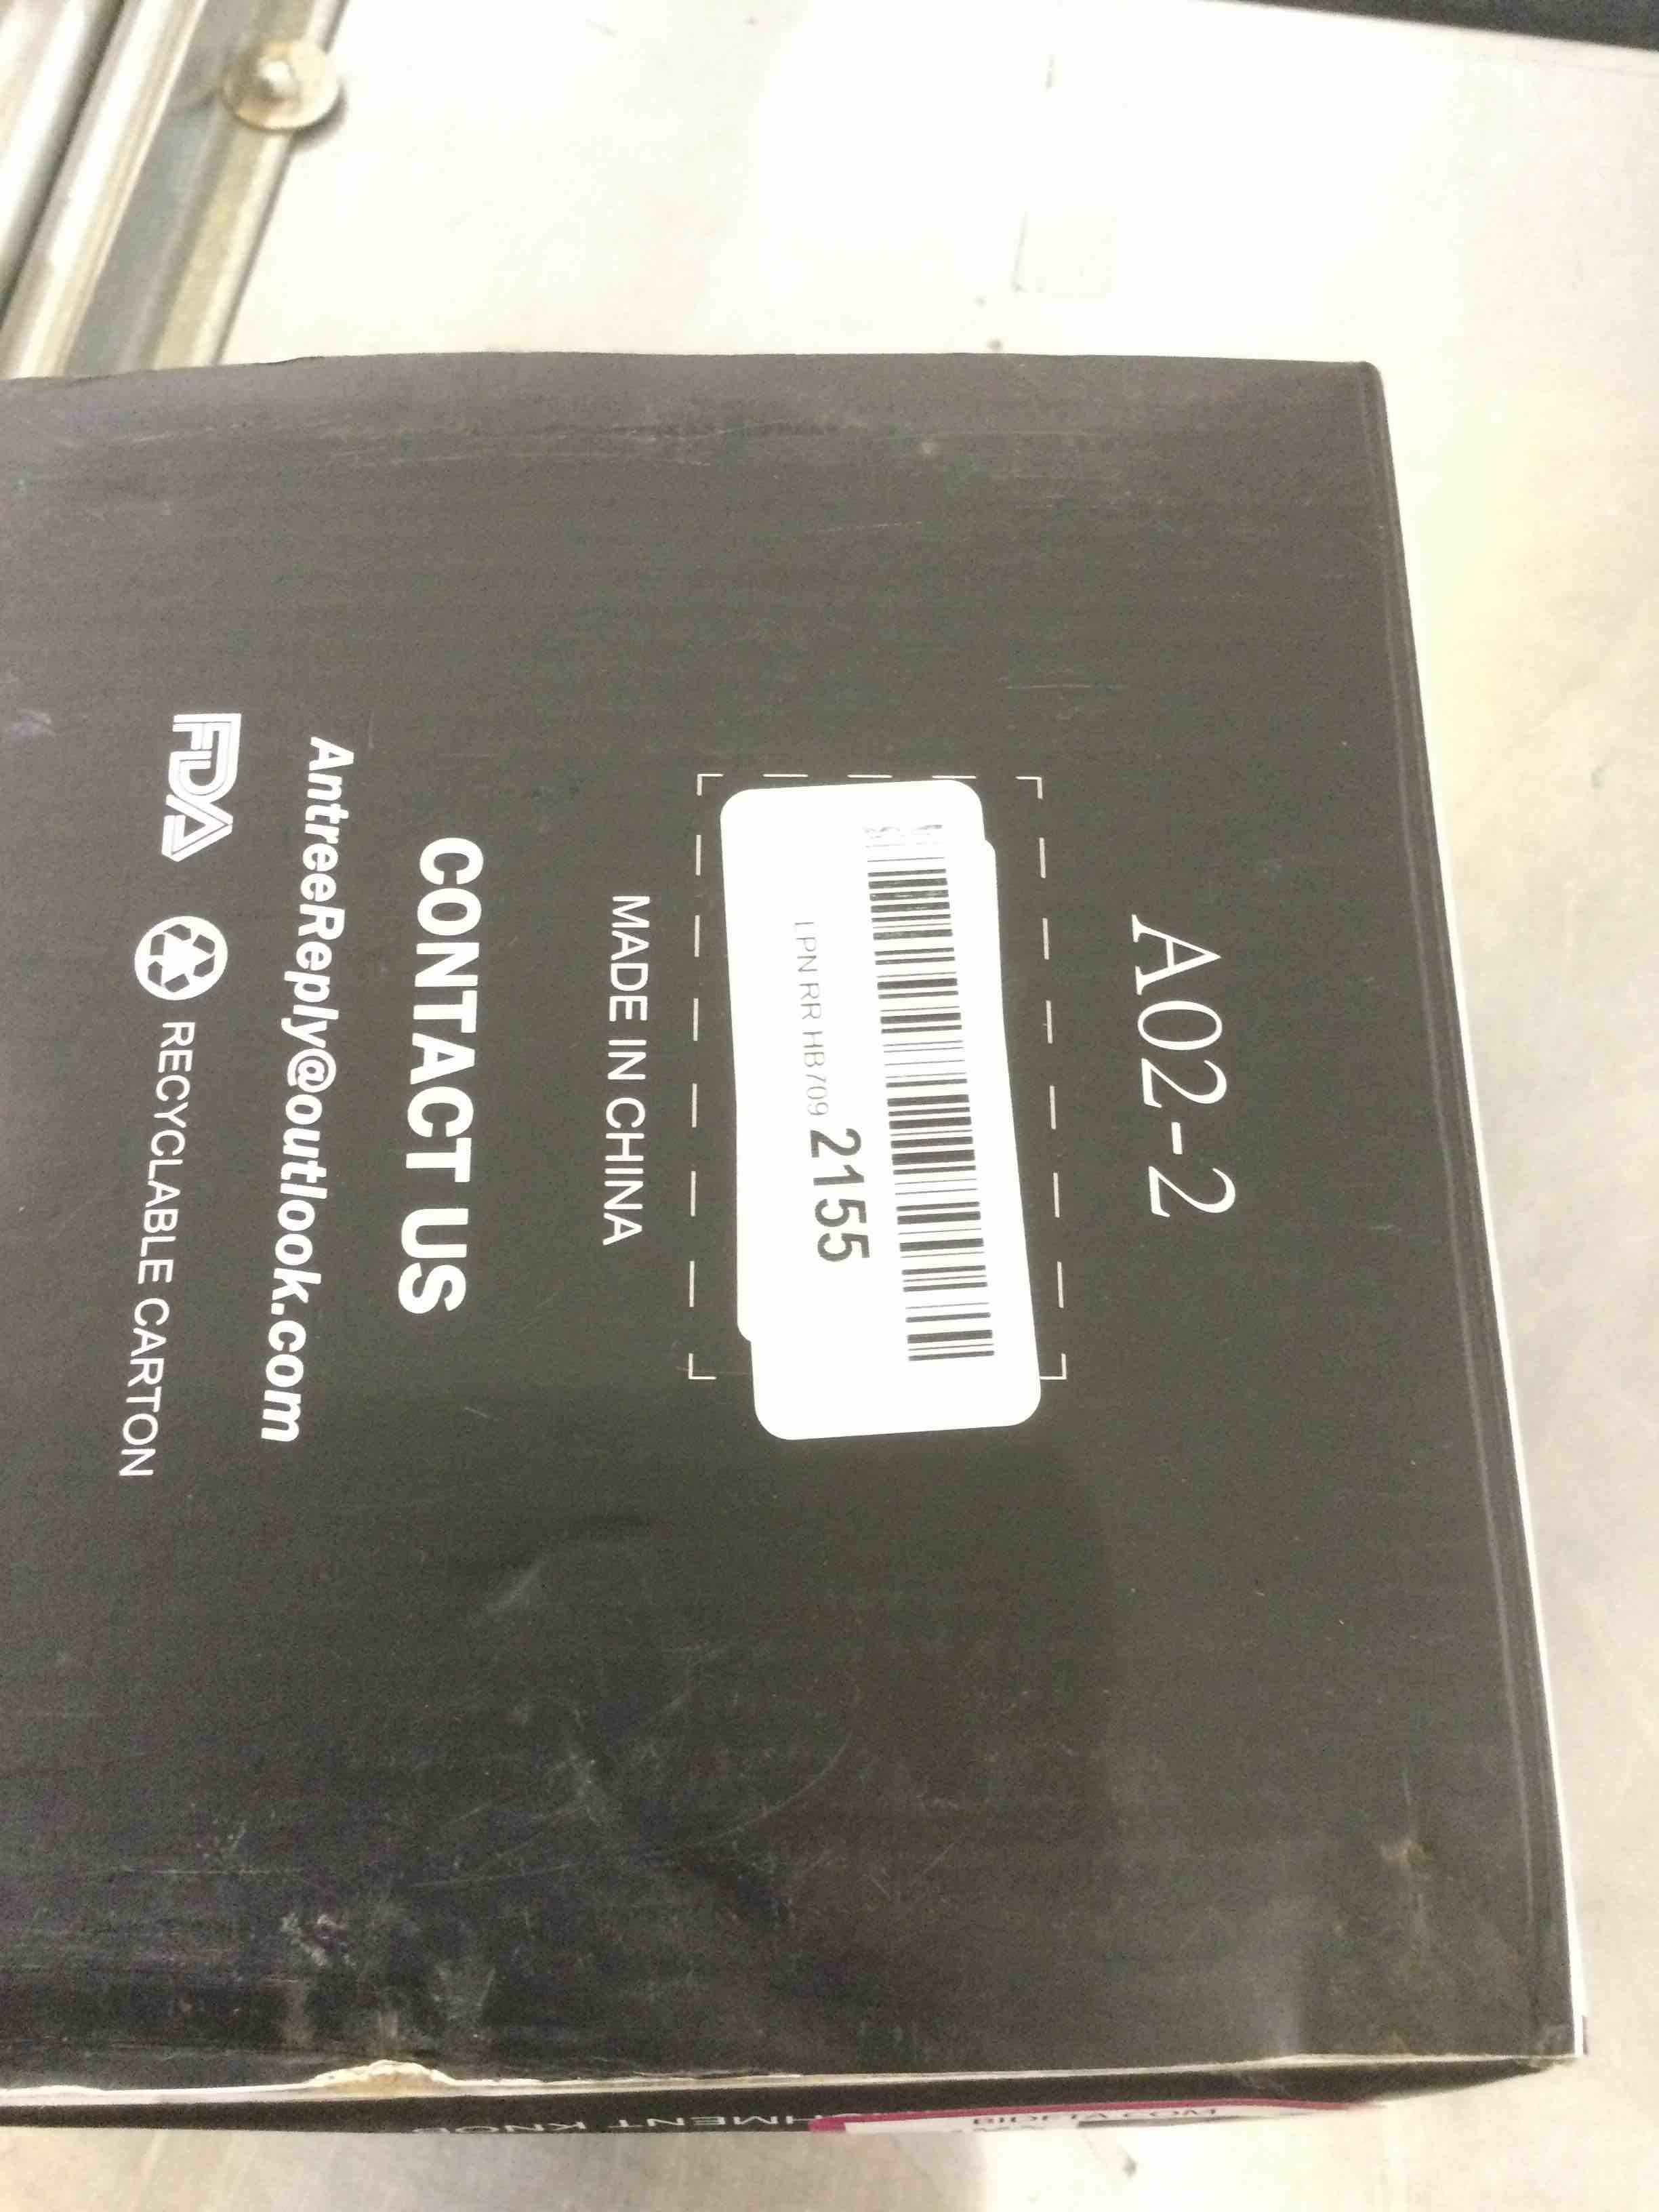 A02-2
LPN RR HB709 2155
MADE IN CHINA
CONTACT US
AntreeReply@outlook.com
FDA RECYCLABLE CARTON